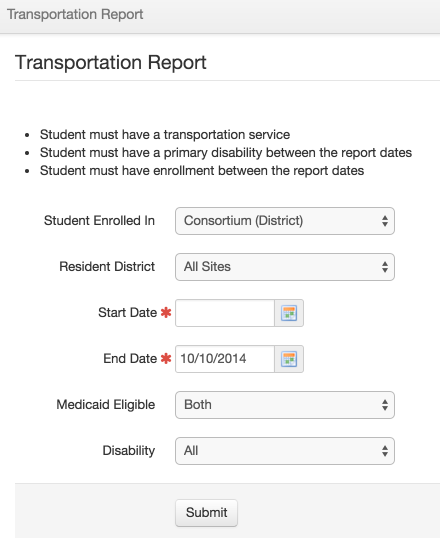 Transportation Report
Transportation Report
• Student must have a transportation service
• Student must have a primary disability between the report dates
• Student must have enrollment between the report dates
Student Enrolled In Consortium (District)
Resident District All Sites
Start Date *
End Date * 10/10/2014
Medicaid Eligible Both
Disability All
Submit